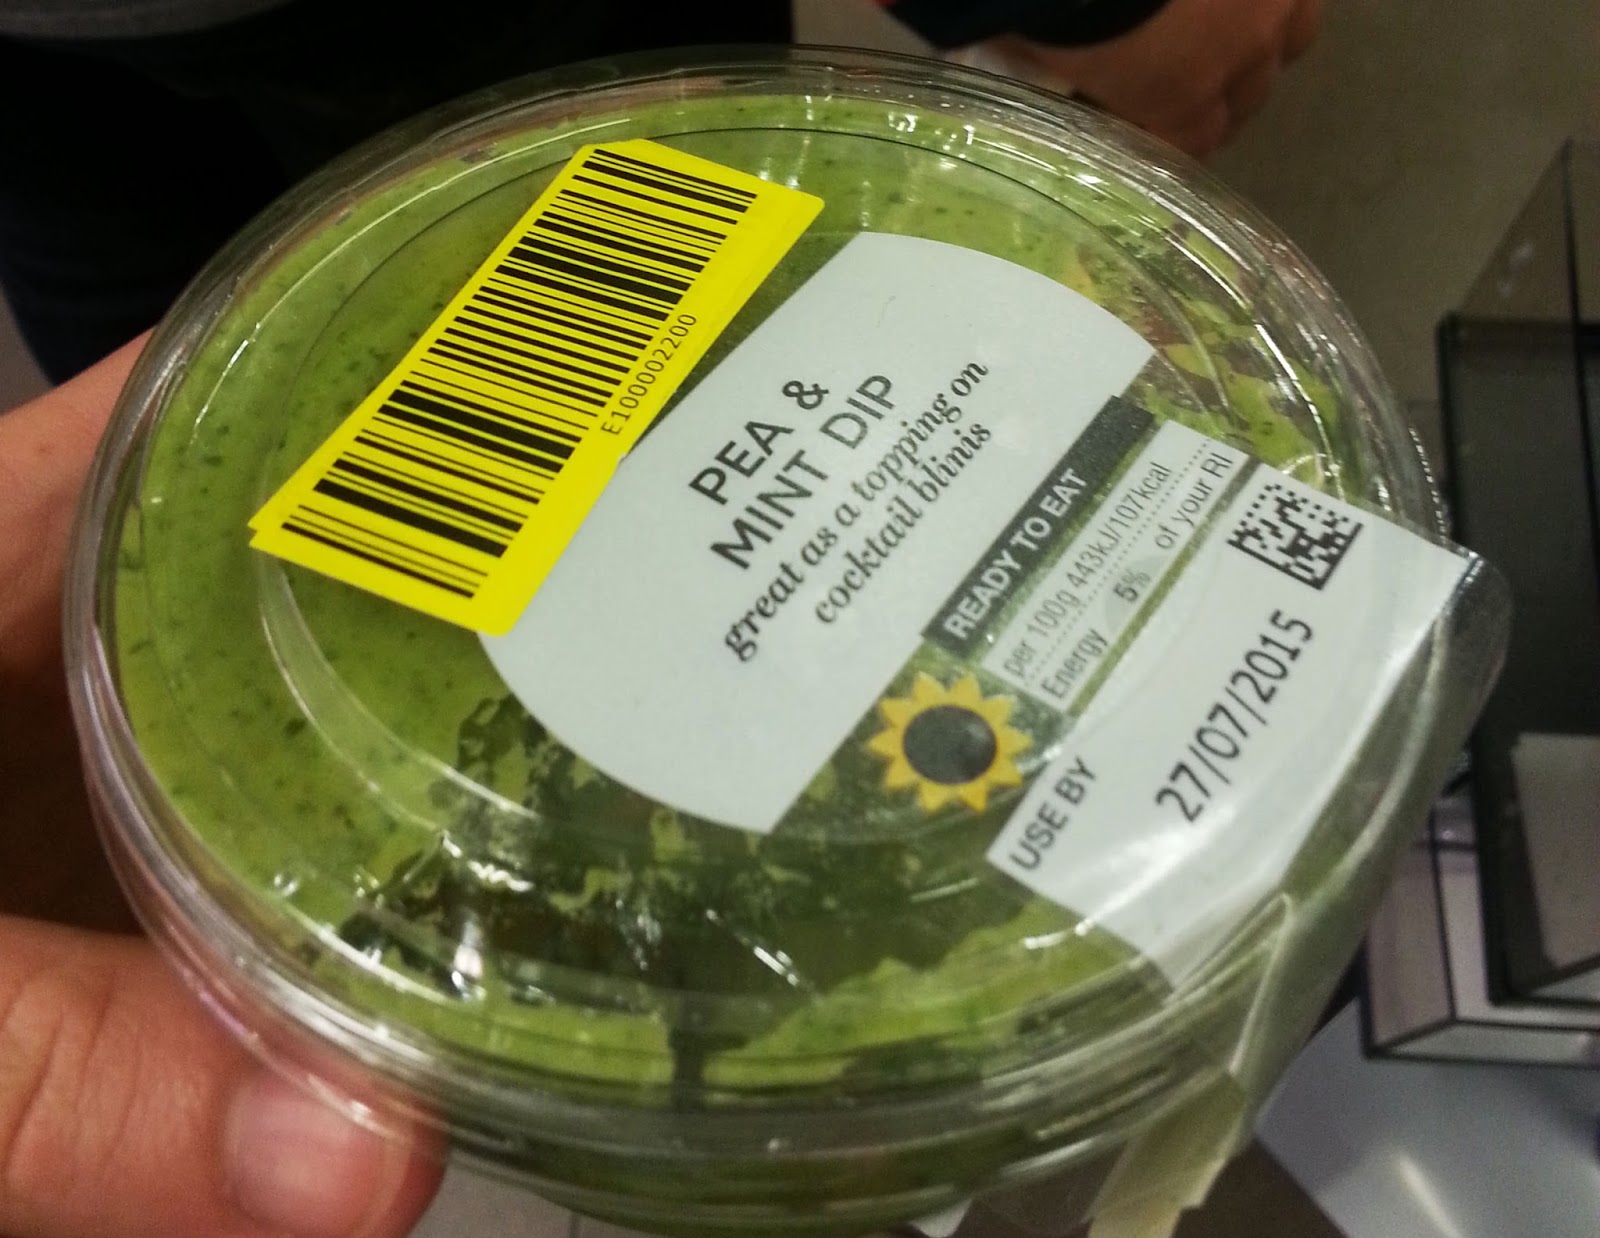 E100002200
PEA &
MINT DIP
great as a topping on
cocktail blinis
READY TO EAT
per 100g 443kJ/107kcal
Energy 5% of your RI
USE BY 27/07/2015